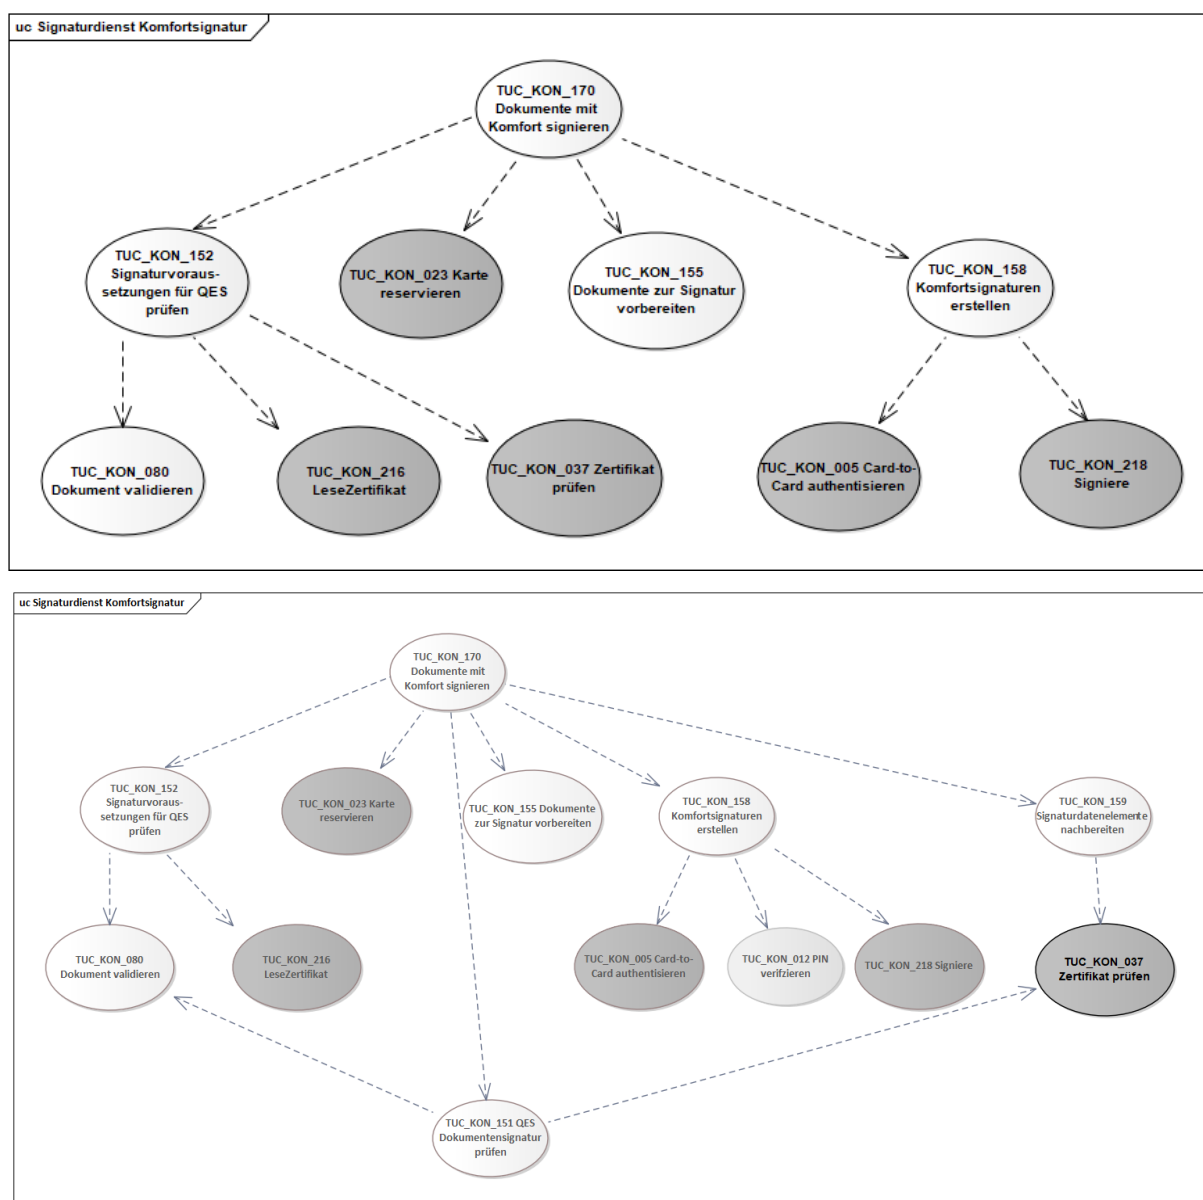 uc Signaturdienst Komfortsignatur
TUC_KON_170
Dokumente mit
Komfort signieren
TUC_KON_152
Signaturvoraus-
setzungen für QES
prüfen
TUC_KON_023 Karte
reservieren
TUC_KON_155
Dokumente zur Signatur
vorbereiten
TUC_KON_158
Komfortsignaturen
erstellen
TUC_KON_080
Dokument validieren
TUC_KON_216
LeseZertifikat
TUC_KON_037 Zertifikat
prüfen
TUC_KON_005 Card-to-
Card authentisieren
TUC_KON_218
Signiere
uc Signaturdienst Komfortsignatur
TUC_KON_170
Dokumente mit
Komfort signieren
TUC_KON_152
Signaturvoraus-
setzungen für QES
prüfen
TUC_KON_023 Karte
reservieren
TUC_KON_155 Dokumente
zur Signatur vorbereiten
TUC_KON_158
Komfortsignaturen
erstellen
TUC_KON_159
Signaturdatenelemente
nachbereiten
TUC_KON_080
Dokument validieren
TUC_KON_216
LeseZertifikat
TUC_KON_005 Card-to-
Card authentisieren
TUC_KON_012 PIN
verifzieren
TUC_KON_218 Signiere
TUC_KON_037
Zertifikat prüfen
TUC_KON_151 QES
Dokumentensignatur
prüfen